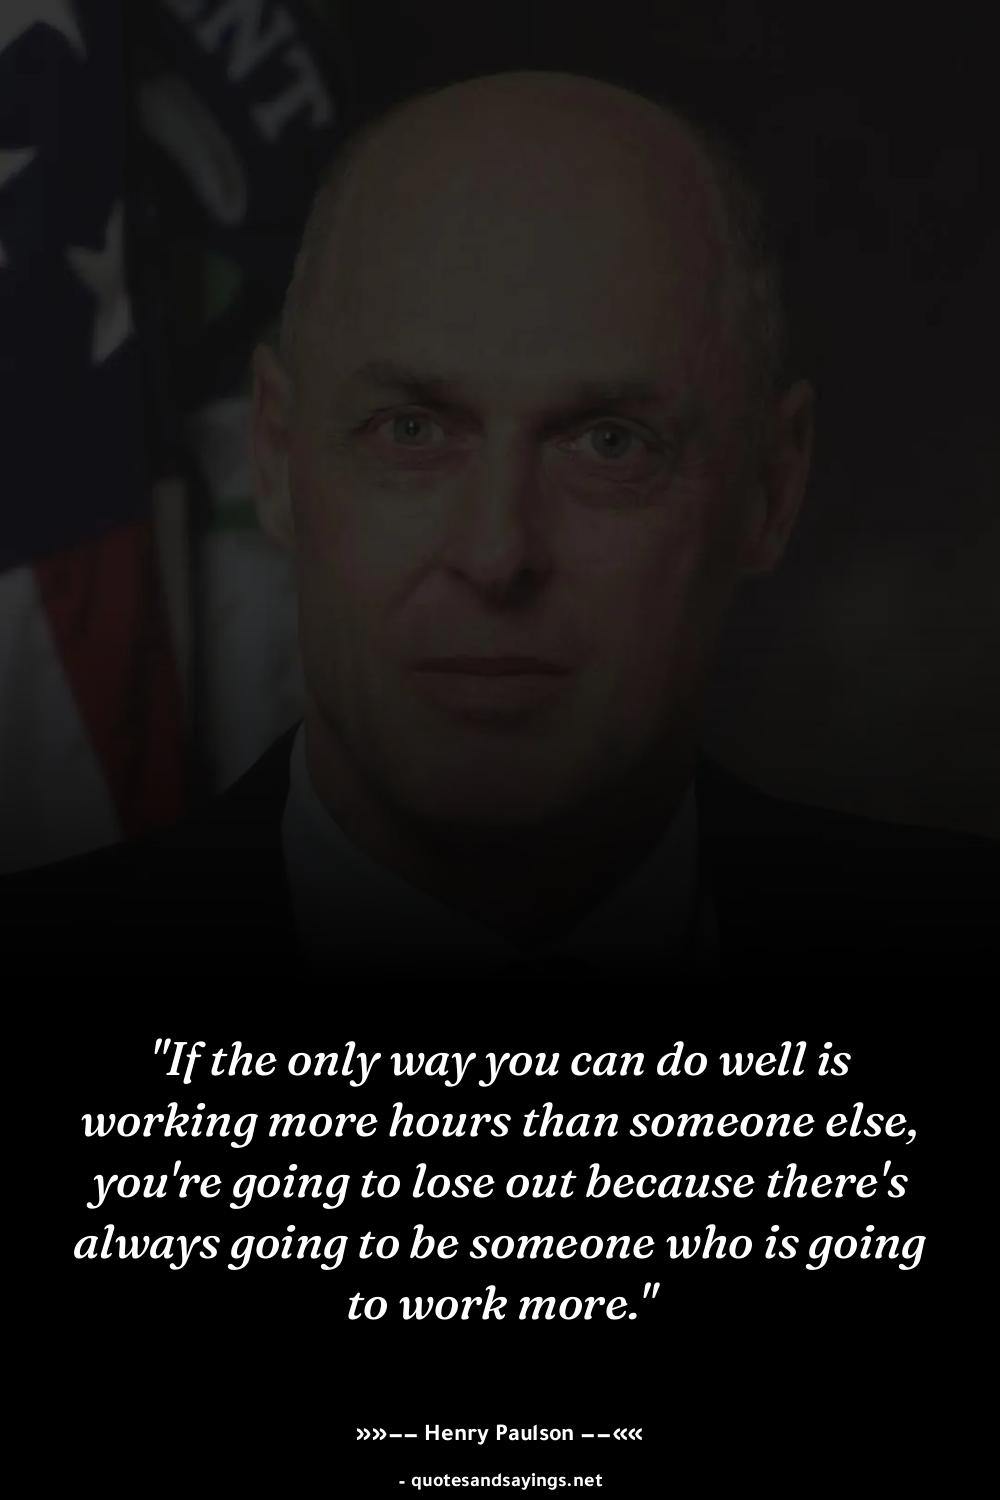 NT
"If the only way you can do well is
working more hours than someone else,
you're going to lose out because there's
always going to be someone who is going
to work more."
»»–– Henry Paulson ––««
- quotesandsayings.net